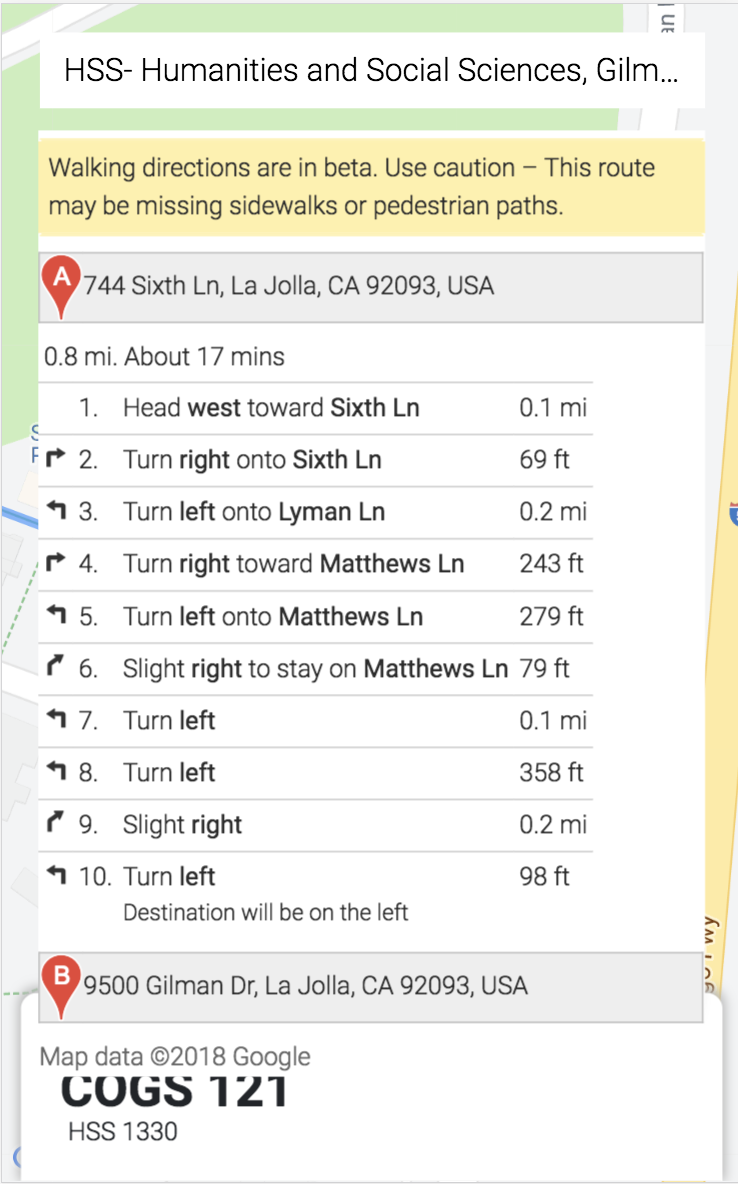 HSS- Humanities and Social Sciences, Gilm...
Walking directions are in beta. Use caution – This route
may be missing sidewalks or pedestrian paths.
A 744 Sixth Ln, La Jolla, CA 92093, USA
0.8 mi. About 17 mins
1. Head west toward Sixth Ln 0.1 mi
2. Turn right onto Sixth Ln 69 ft
3. Turn left onto Lyman Ln 0.2 mi
4. Turn right toward Matthews Ln 243 ft
5. Turn left onto Matthews Ln 279 ft
6. Slight right to stay on Matthews Ln 79 ft
7. Turn left 0.1 mi
8. Turn left 358 ft
9. Slight right 0.2 mi
10. Turn left 98 ft
Destination will be on the left
B 9500 Gilman Dr, La Jolla, CA 92093, USA
Map data ©2018 Google
COGS 121
HSS 1330